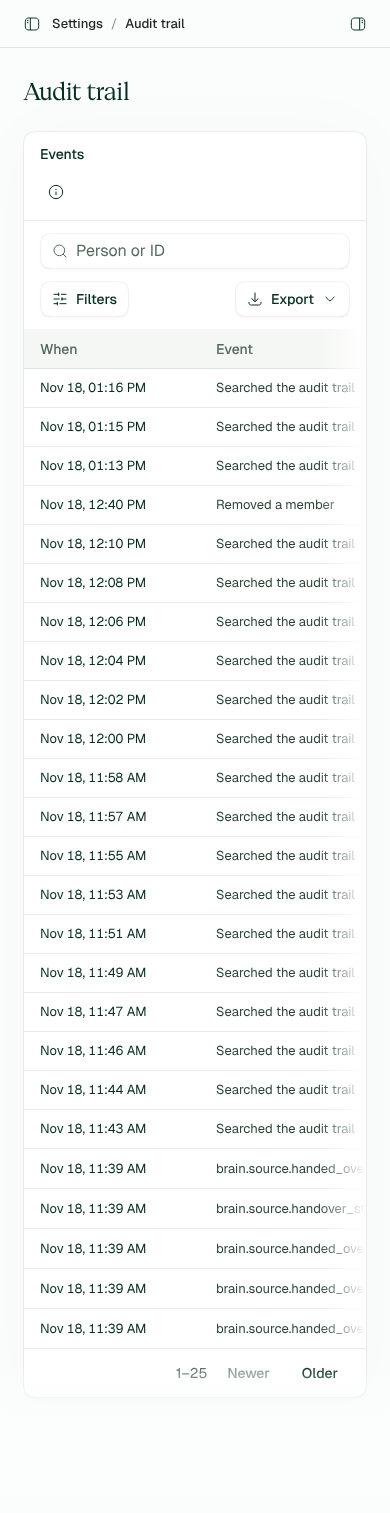 Settings / Audit trail
Audit trail
Events
Person or ID
Filters Export
When Event
Nov 18, 01:16 PM Searched the audit trail
Nov 18, 01:15 PM Searched the audit trail
Nov 18, 01:13 PM Searched the audit trail
Nov 18, 12:40 PM Removed a member
Nov 18, 12:10 PM Searched the audit trail
Nov 18, 12:08 PM Searched the audit trail
Nov 18, 12:06 PM Searched the audit trail
Nov 18, 12:04 PM Searched the audit trail
Nov 18, 12:02 PM Searched the audit trail
Nov 18, 12:00 PM Searched the audit trail
Nov 18, 11:58 AM Searched the audit trail
Nov 18, 11:57 AM Searched the audit trail
Nov 18, 11:55 AM Searched the audit trail
Nov 18, 11:53 AM Searched the audit trail
Nov 18, 11:51 AM Searched the audit trail
Nov 18, 11:49 AM Searched the audit trail
Nov 18, 11:47 AM Searched the audit trail
Nov 18, 11:46 AM Searched the audit trail
Nov 18, 11:44 AM Searched the audit trail
Nov 18, 11:43 AM Searched the audit trail
Nov 18, 11:39 AM brain.source.handed_ove
Nov 18, 11:39 AM brain.source.handover_s
Nov 18, 11:39 AM brain.source.handed_ove
Nov 18, 11:39 AM brain.source.handed_ove
Nov 18, 11:39 AM brain.source.handed_ove
1–25 Newer Older